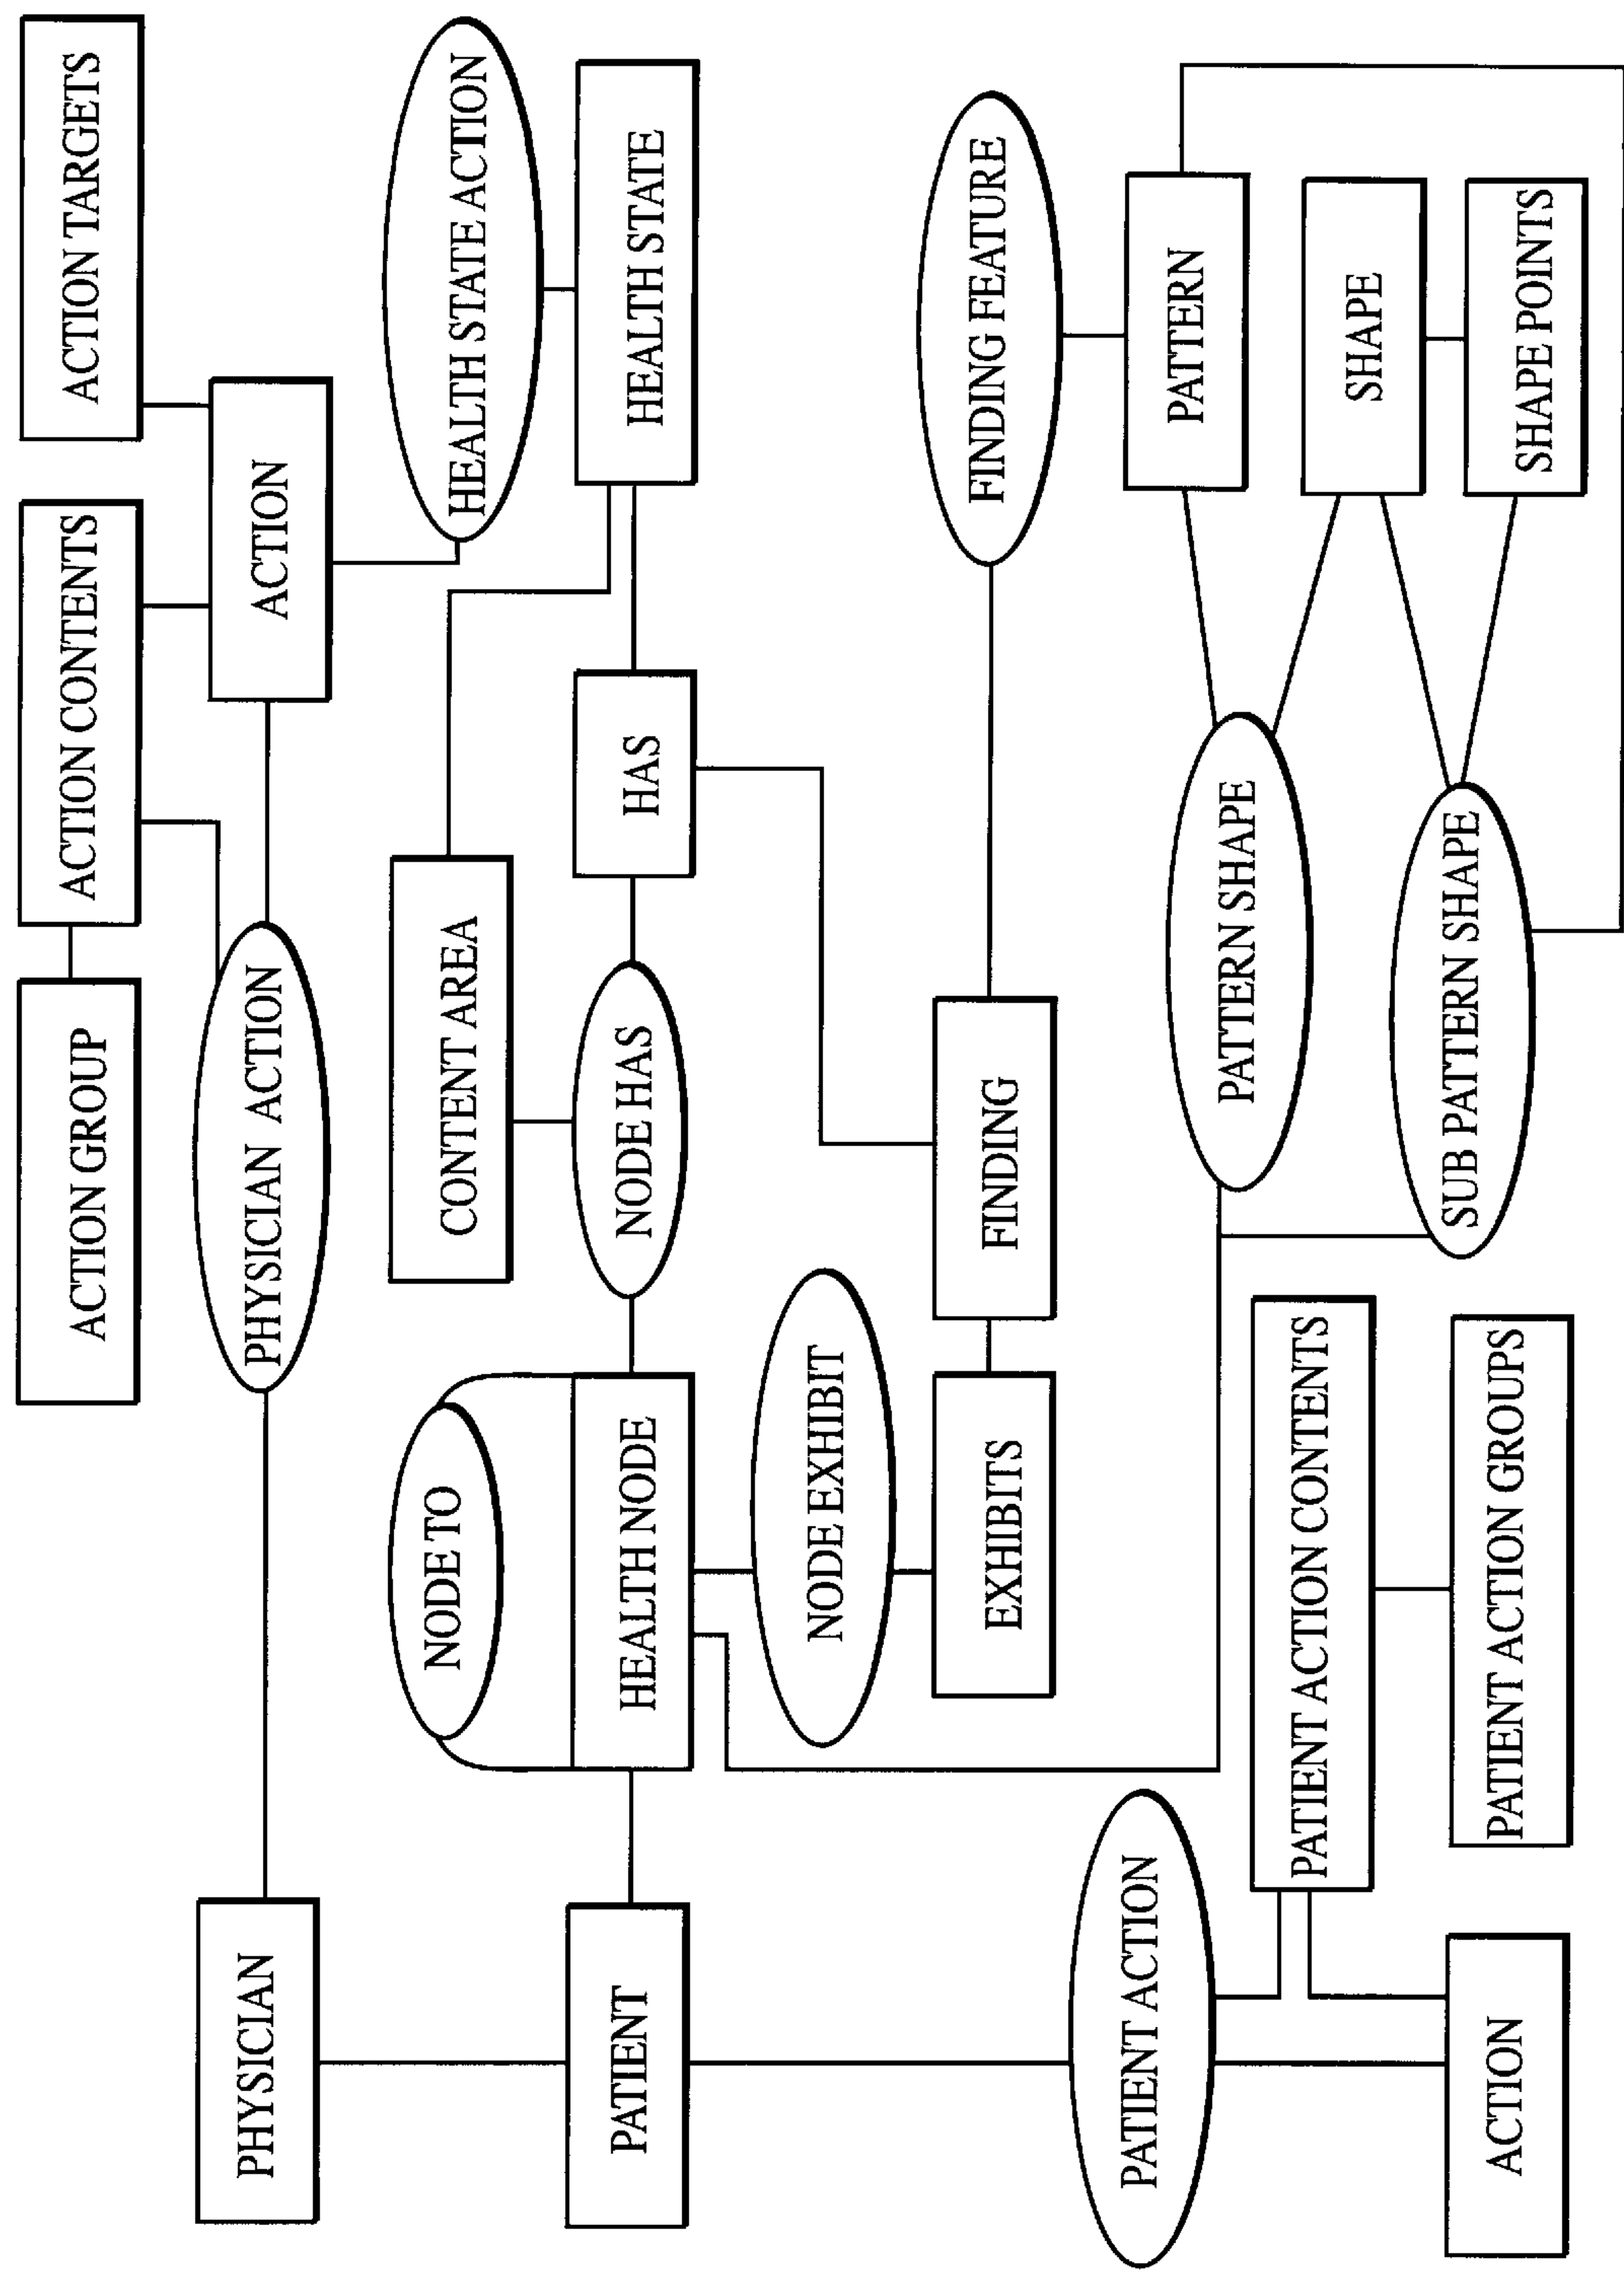 ACTION GROUP
ACTION CONTENTS
ACTION TARGETS
PHYSICIAN
PHYSICIAN ACTION
ACTION
NODE TO
CONTENT AREA
HEALTH STATE ACTION
PATIENT
HEALTH NODE
NODE HAS
HAS
HEALTH STATE
NODE EXHIBIT
EXHIBITS
FINDING
FINDING FEATURE
PATIENT ACTION
PATTERN SHAPE
PATTERN
PATIENT ACTION CONTENTS
SHAPE
ACTION
PATIENT ACTION GROUPS
SUB PATTERN SHAPE
SHAPE POINTS